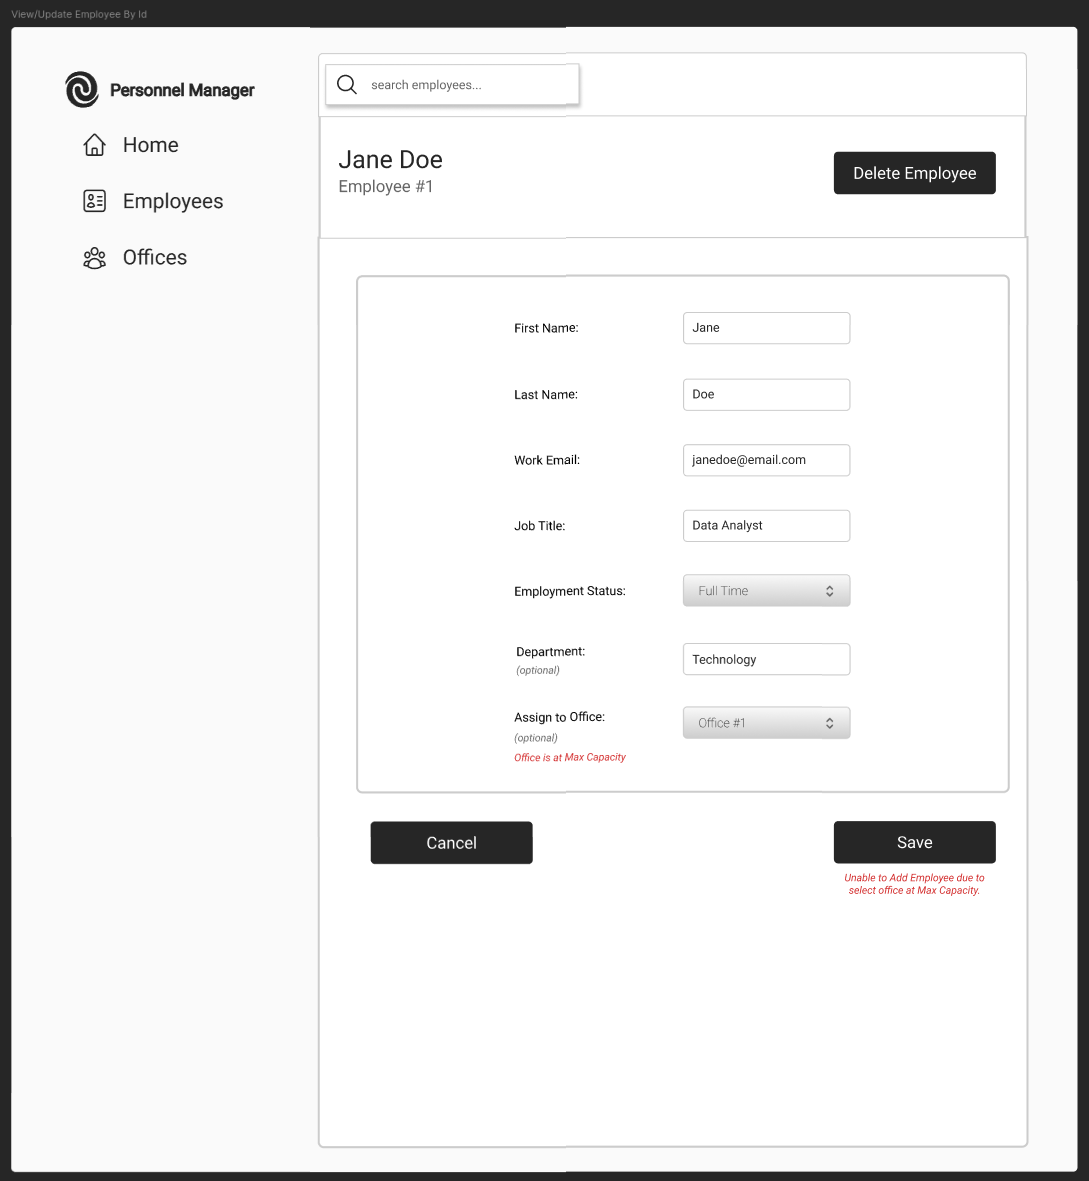 View/Update Employee By Id
Personnel Manager
Home
Employees
Offices
search employees...
Jane Doe
Employee #1
Delete Employee
First Name:
Jane
Last Name:
Doe
Work Email:
janedoe@email.com
Job Title:
Data Analyst
Employment Status:
Full Time
Department:
(optional)
Technology
Assign to Office:
(optional)
Office is at Max Capacity
Office #1
Cancel
Save
Unable to Add Employee due to
select office at Max Capacity.